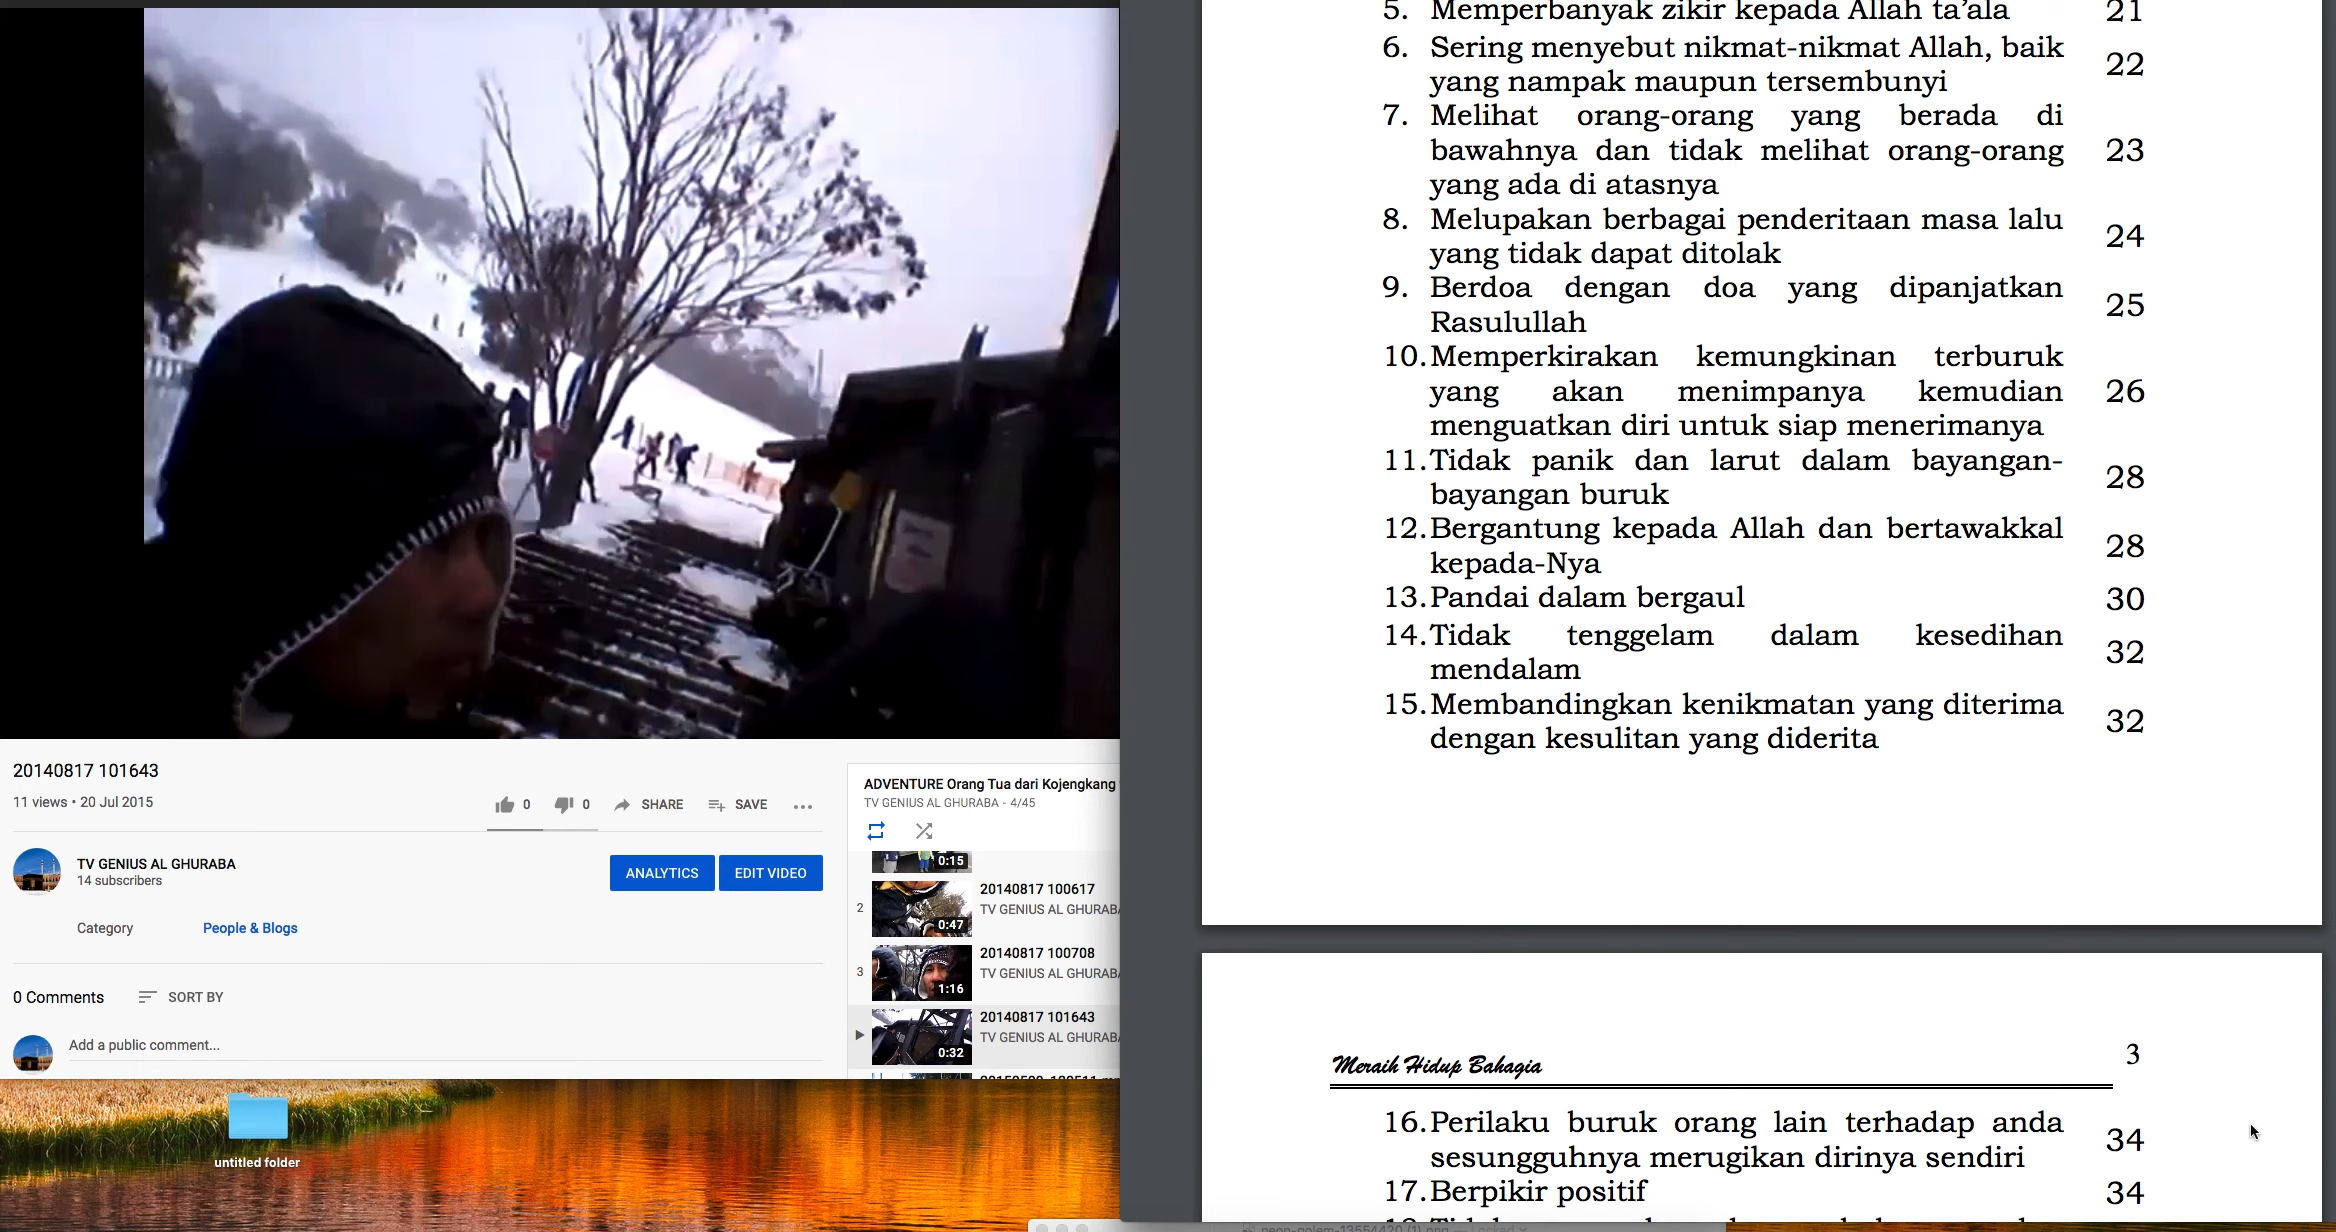 20140817 101643
11 views • 20 Jul 2015
0
0
SHARE
SAVE
TV GENIUS AL GHURABA
14 subscribers
ANALYTICS
EDIT VIDEO
Category
People & Blogs
0 Comments
SORT BY
Add a public comment...
ADVENTURE Orang Tua dari Kojengkang
TV GENIUS AL GHURABA - 4/45
0:15
2
0:47
20140817 100617
TV GENIUS AL GHURABA
3
1:16
20140817 100708
TV GENIUS AL GHURABA
0:32
20140817 101643
TV GENIUS AL GHURABA
untitled folder
5. Memperbanyak zikir kepada Allah ta’ala 21
6. Sering menyebut nikmat-nikmat Allah, baik
yang nampak maupun tersembunyi 22
7. Melihat orang-orang yang berada di
bawahnya dan tidak melihat orang-orang 23
yang ada di atasnya
8. Melupakan berbagai penderitaan masa lalu
yang tidak dapat ditolak 24
9. Berdoa dengan doa yang dipanjatkan
Rasulullah 25
10. Memperkirakan kemungkinan terburuk
yang akan menimpanya kemudian 26
menguatkan diri untuk siap menerimanya
11. Tidak panik dan larut dalam bayangan-
bayangan buruk 28
12. Bergantung kepada Allah dan bertawakkal
kepada-Nya 28
13. Pandai dalam bergaul 30
14. Tidak tenggelam dalam kesedihan
mendalam 32
15. Membandingkan kenikmatan yang diterima
dengan kesulitan yang diderita 32
Meraih Hidup Bahagia 3
16. Perilaku buruk orang lain terhadap anda
sesungguhnya merugikan dirinya sendiri 34
17. Berpikir positif 34